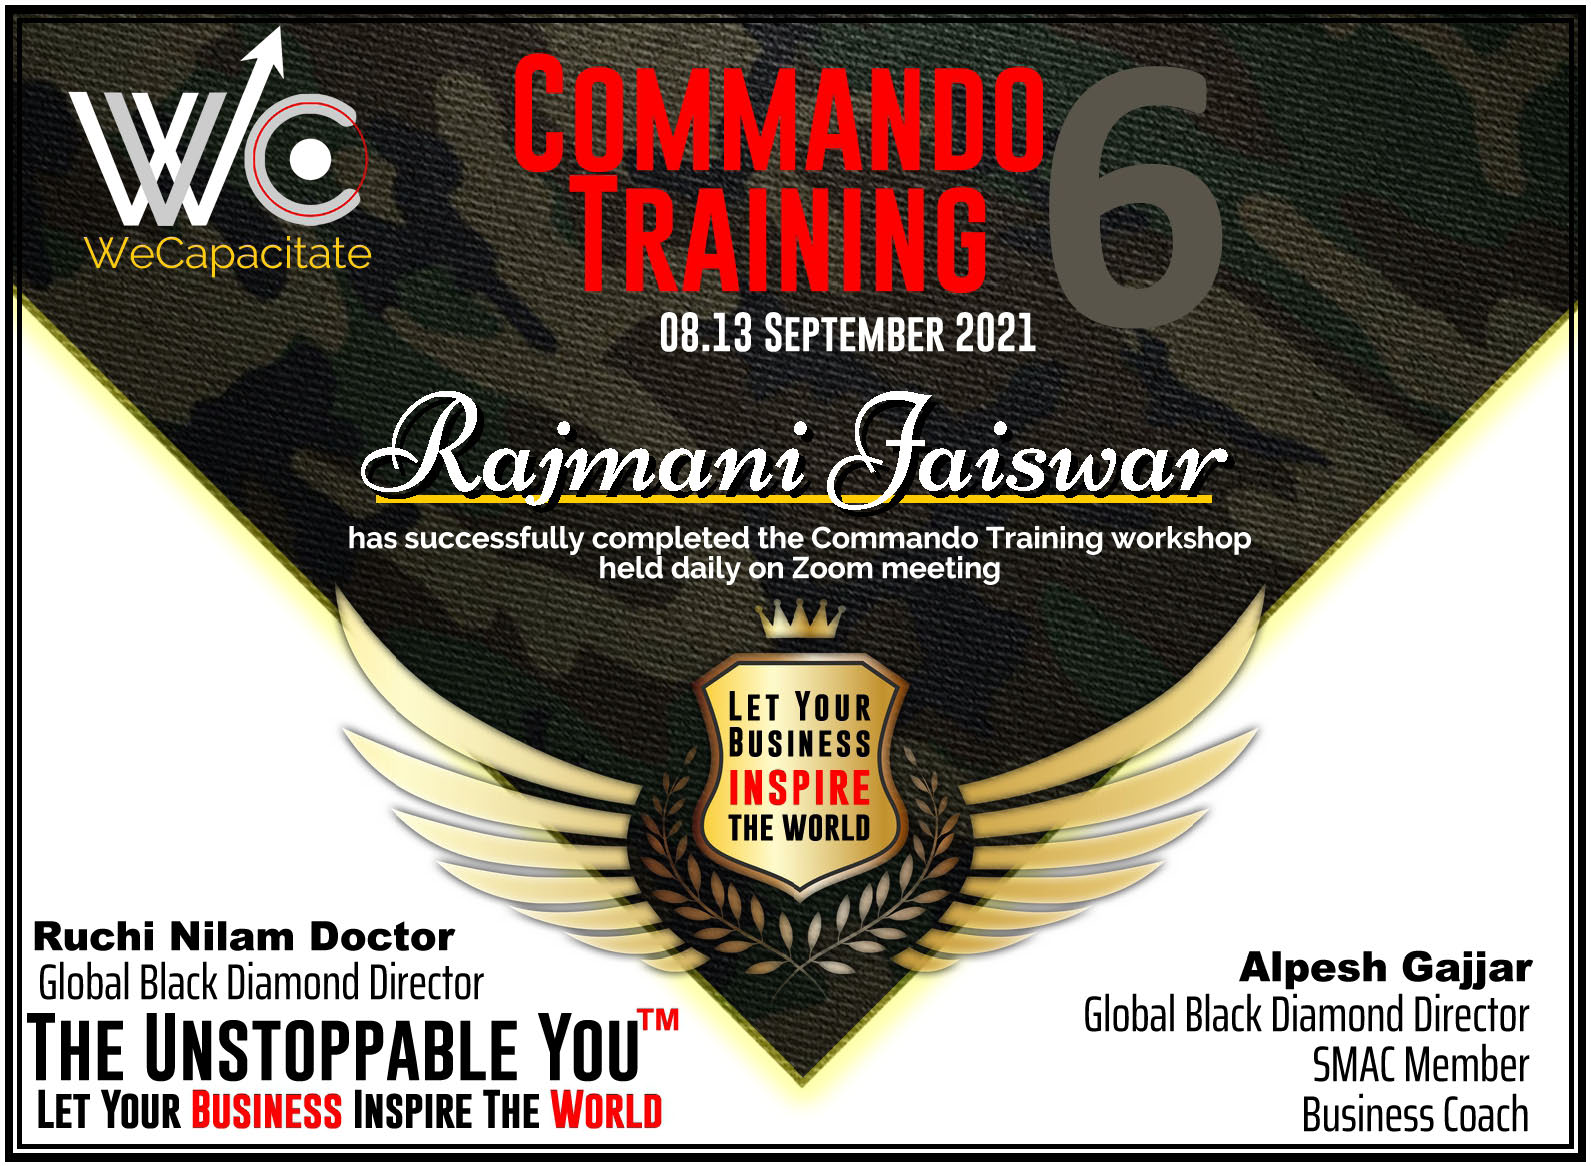 WC
WeCapacitate
COMMANDO
TRAINING
6
08.13 SEPTEMBER 2021
Rajmani Jaiswar
has successfully completed the Commando Training workshop
held daily on Zoom meeting
LET YOUR
BUSINESS
INSPIRE
THE WORLD
Ruchi Nilam Doctor
Global Black Diamond Director
THE UNSTOPPABLE YOU™
LET YOUR BUSINESS INSPIRE THE WORLD
Alpesh Gajjar
Global Black Diamond Director
SMAC Member
Business Coach